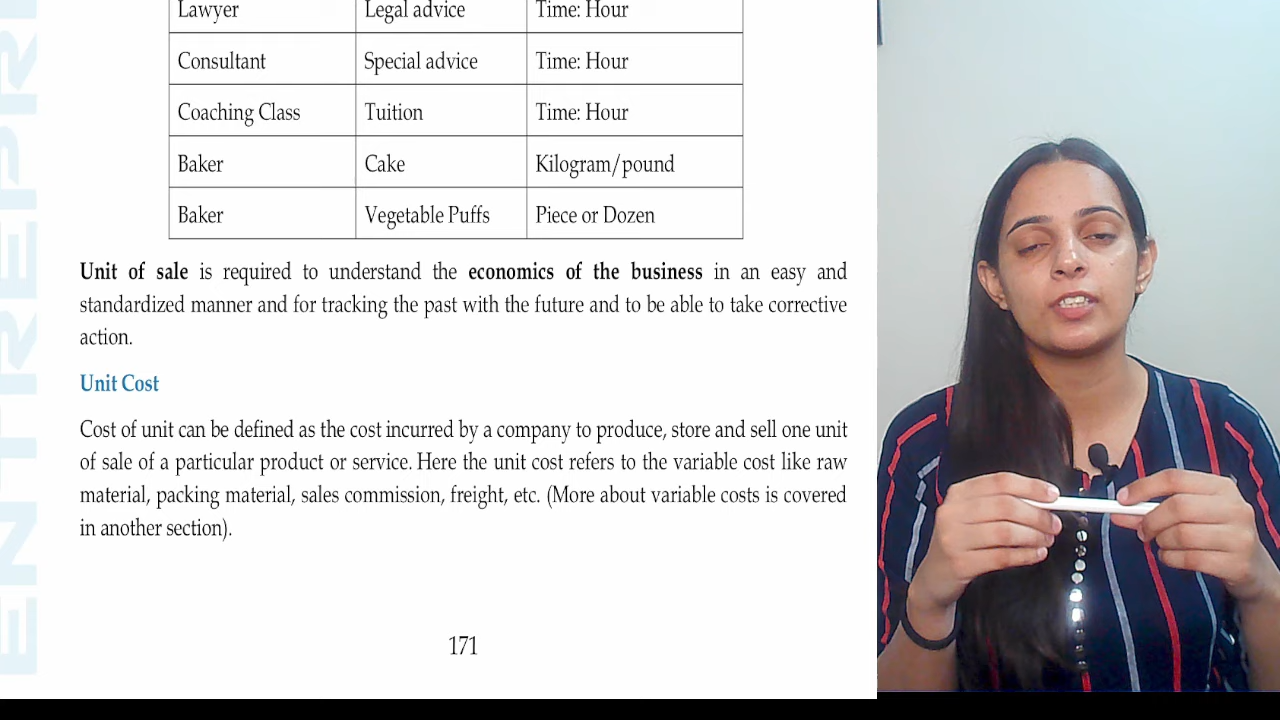 Lawyer Legal advice Time: Hour
Consultant Special advice Time: Hour
Coaching Class Tuition Time: Hour
Baker Cake Kilogram/pound
Baker Vegetable Puffs Piece or Dozen
Unit of sale is required to understand the economics of the business in an easy and
standardized manner and for tracking the past with the future and to be able to take corrective
action.
Unit Cost
Cost of unit can be defined as the cost incurred by a company to produce, store and sell one unit
of sale of a particular product or service. Here the unit cost refers to the variable cost like raw
material, packing material, sales commission, freight, etc. (More about variable costs is covered
in another section).
171
ENTREPR